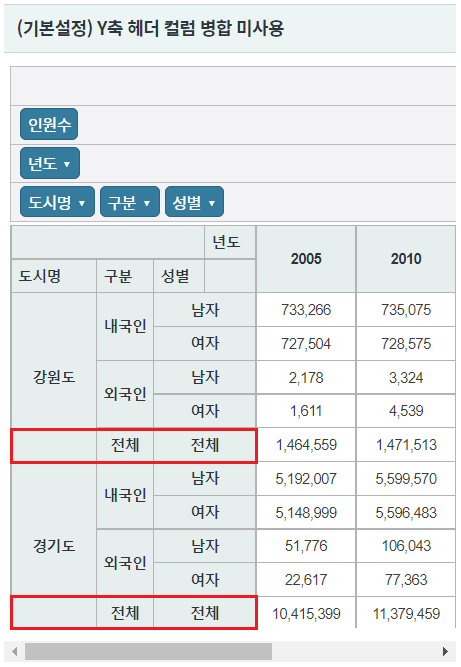 (기본설정) Y축 헤더 컬럼 병합 미사용
인원수
년도 ▼
도시명 ▼ 구분 ▼ 성별 ▼
년도 2005 2010
도시명 구분 성별
강원도 내국인 남자 733,266 735,075
여자 727,504 728,575
외국인 남자 2,178 3,324
여자 1,611 4,539
전체 전체 1,464,559 1,471,513
경기도 내국인 남자 5,192,007 5,599,570
여자 5,148,999 5,596,483
외국인 남자 51,776 106,043
여자 22,617 77,363
전체 전체 10,415,399 11,379,459